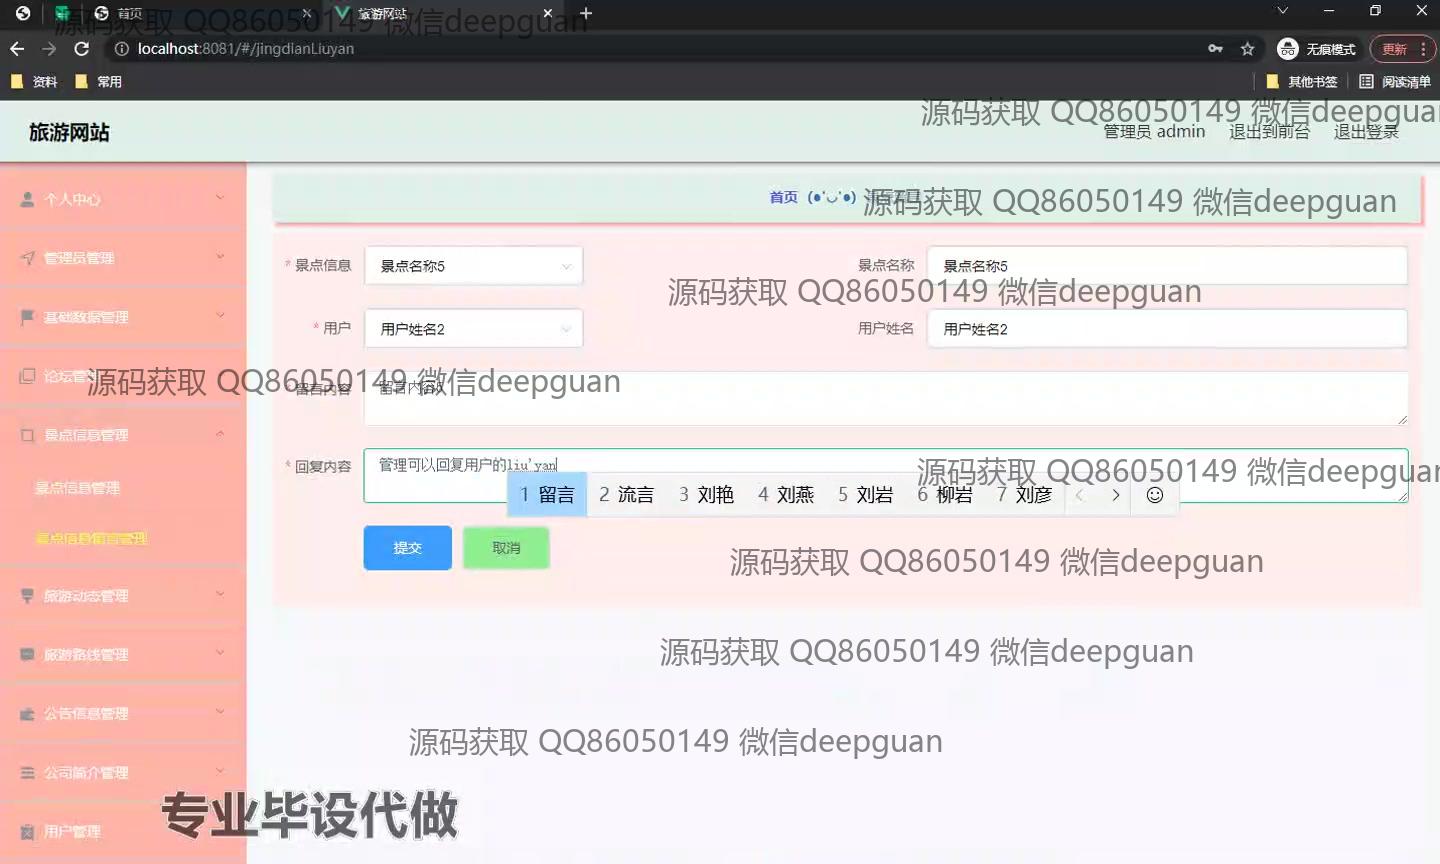 首页
旅游网站
源码获取 QQ86050149 微信deepguan
localhost:8081/#/jingdianLiuyan
无痕模式
更新
资料
常用
其他书签
阅读清单
源码获取 QQ86050149 微信deepguan
旅游网站
管理员 admin
退出到前台
退出登录
个人中心
首页 (●'◡'●)
源码获取 QQ86050149 微信deepguan
管理员管理
* 景点信息
景点名称5
景点名称
景点名称5
源码获取 QQ86050149 微信deepguan
基础数据管理
* 用户
用户姓名2
用户姓名
用户姓名2
论坛管
源码获取 QQ86050149 微信deepguan
* 留言内容
留言内容5
景点信息管理
* 回复内容
管理可以回复用户的liu'yan
源码获取 QQ86050149 微信deepguan
景点信息管理
1 留言 2 流言 3 刘艳 4 刘燕 5 刘岩 6 柳岩 7 刘彦
景点信息留言管理
提交
取消
源码获取 QQ86050149 微信deepguan
旅游动态管理
旅游路线管理
源码获取 QQ86050149 微信deepguan
公告信息管理
源码获取 QQ86050149 微信deepguan
公司简介管理
专业毕设代做
用户管理